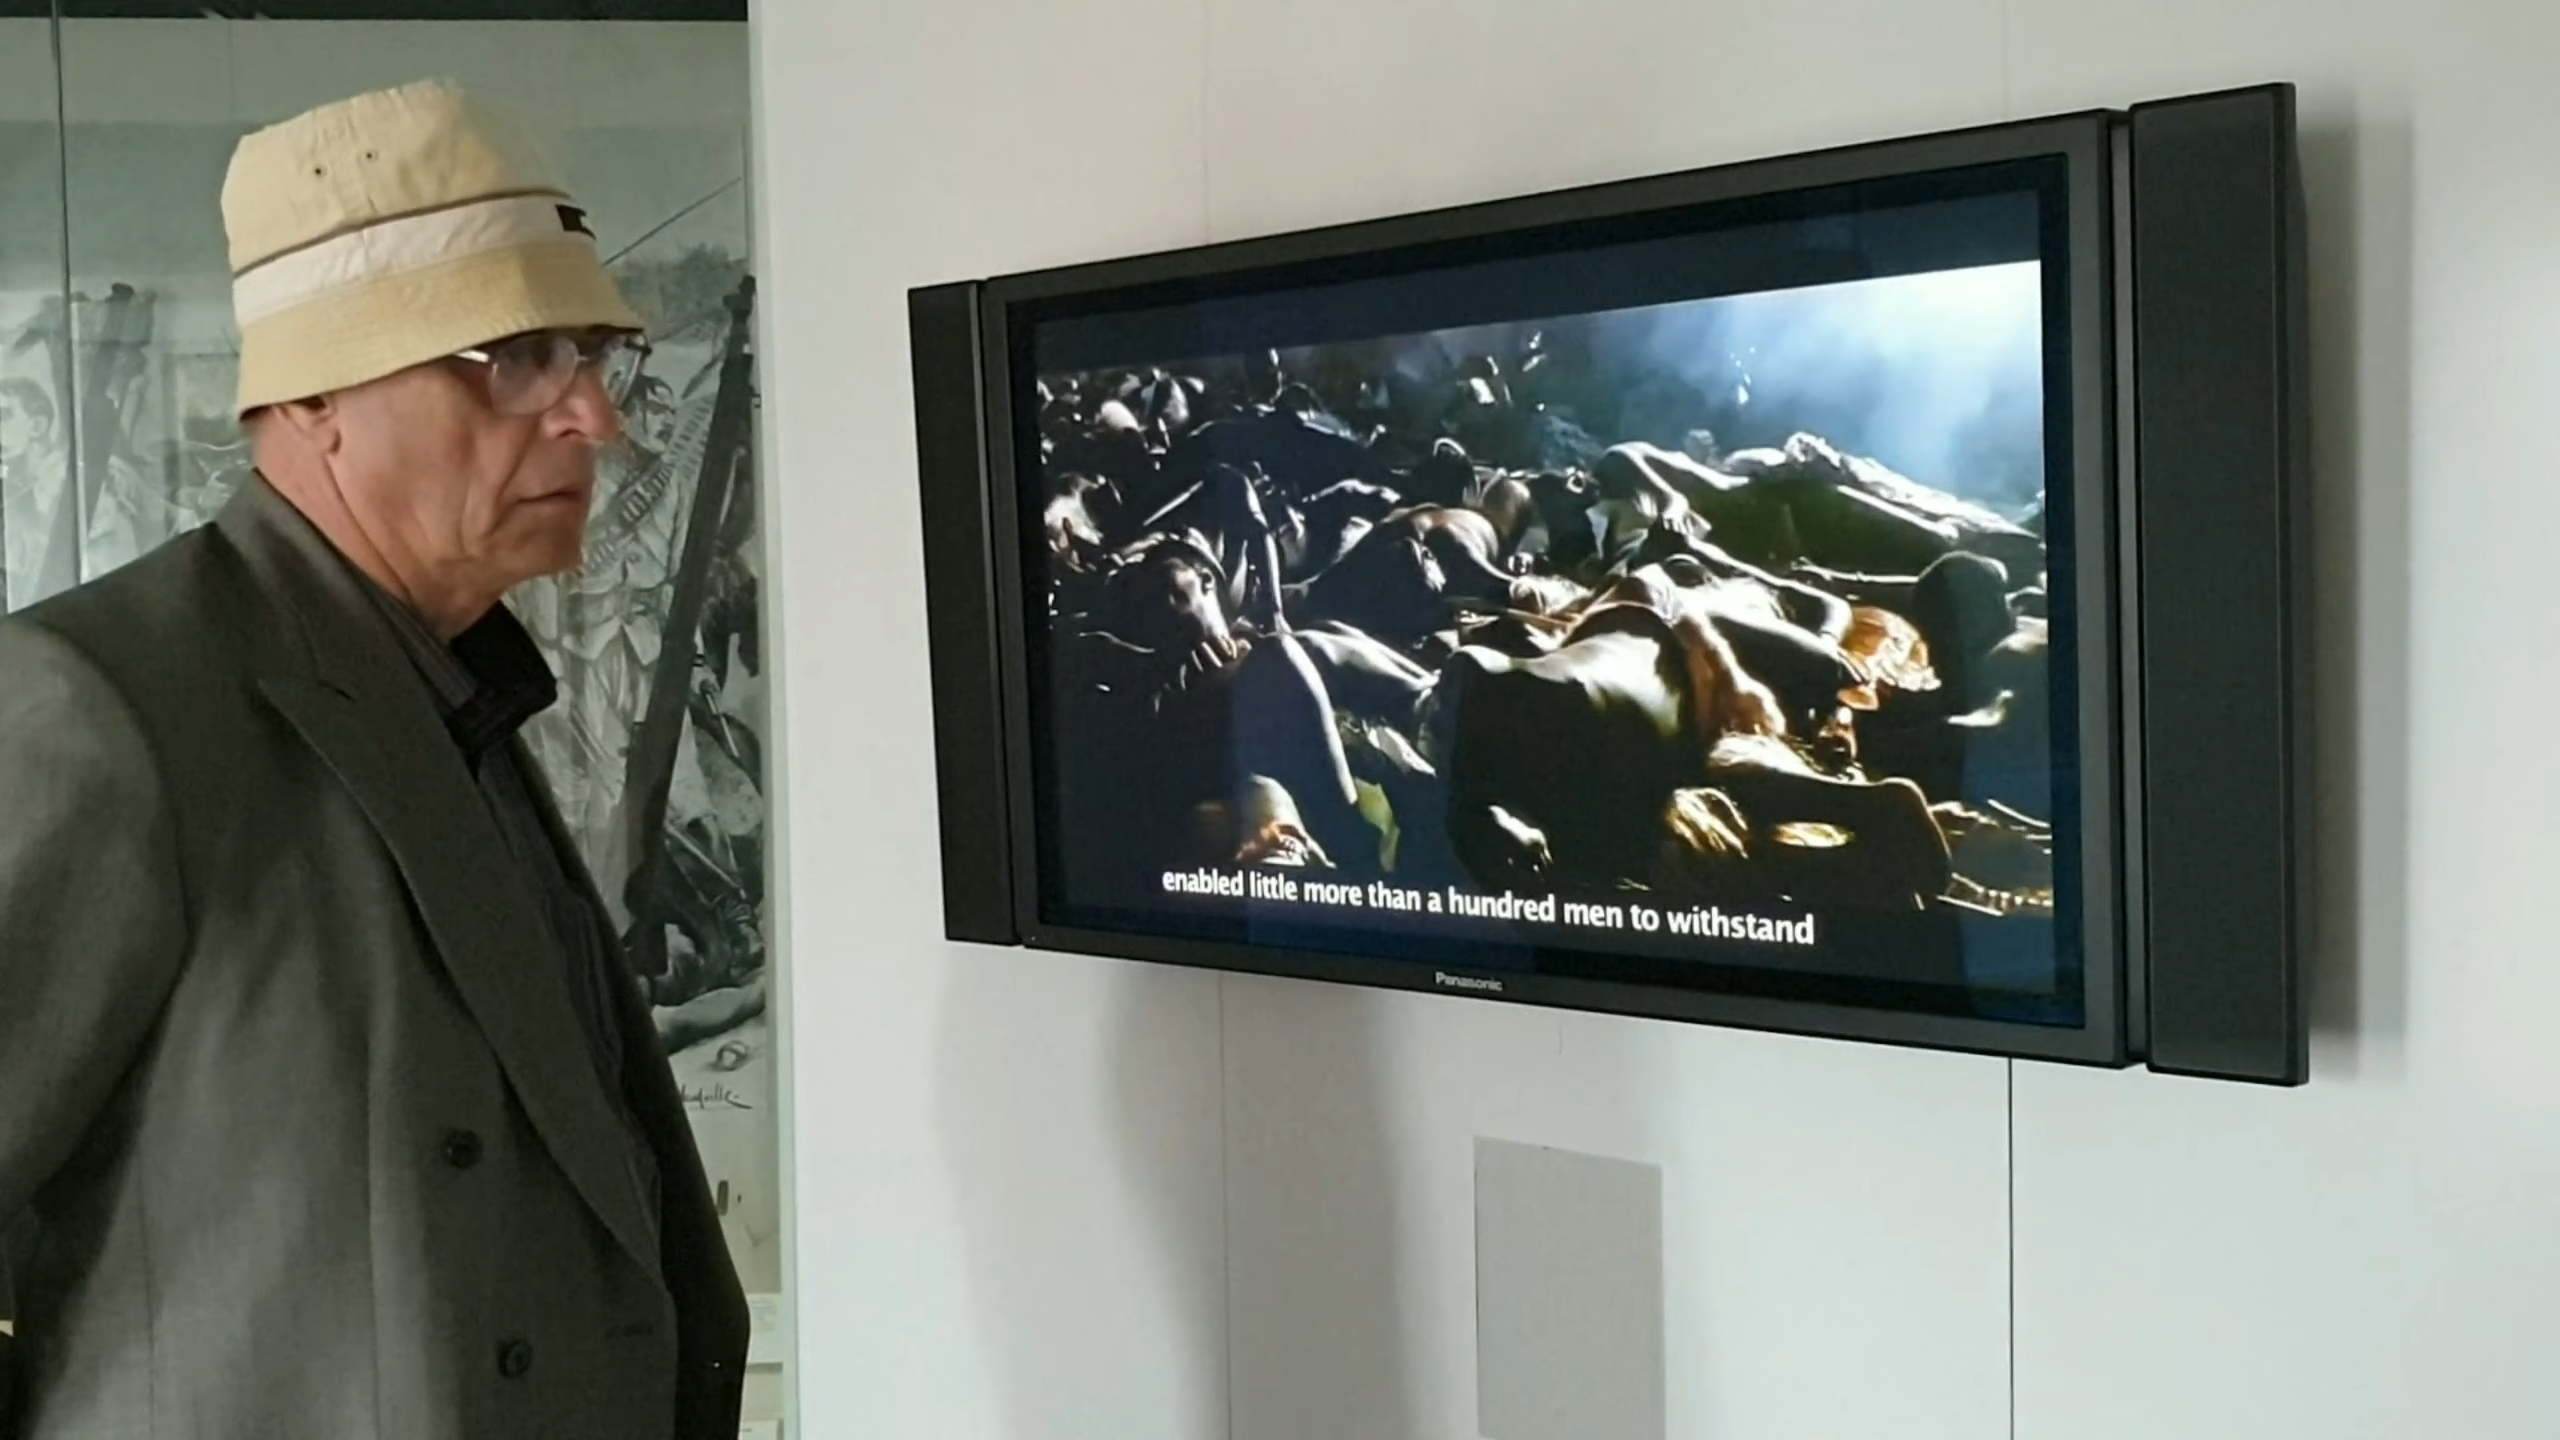 enabled little more than a hundred men to withstand
Panasonic